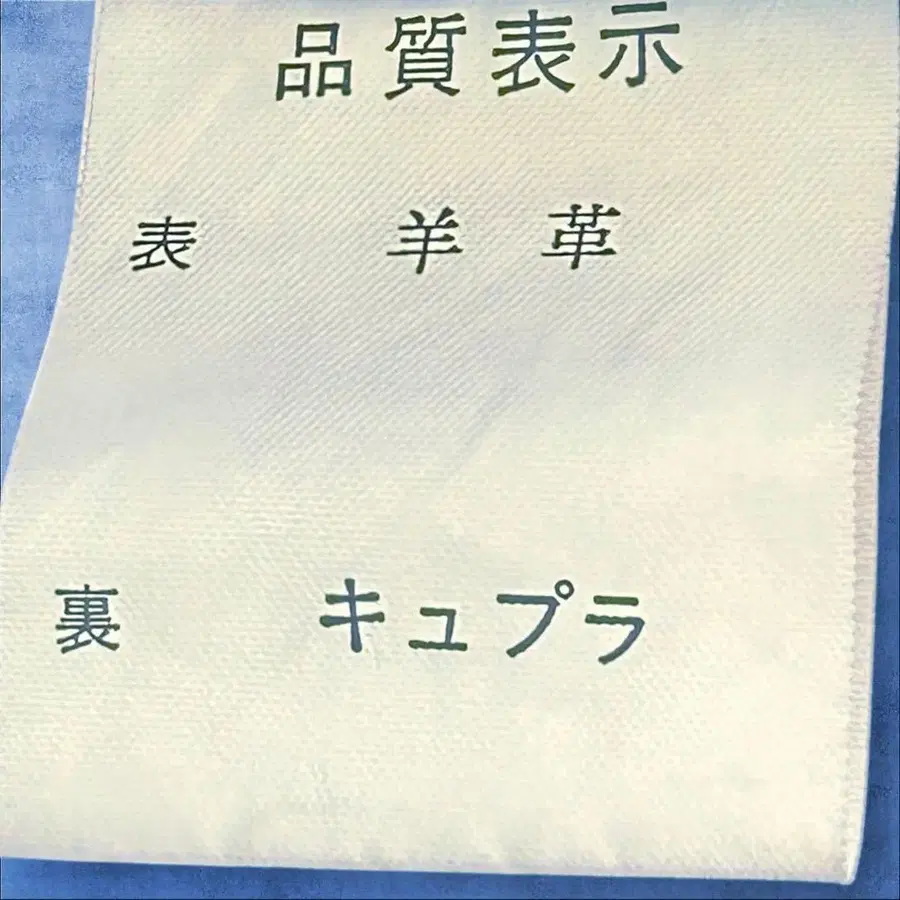 品質表示
表 羊革
裏 キュプラ